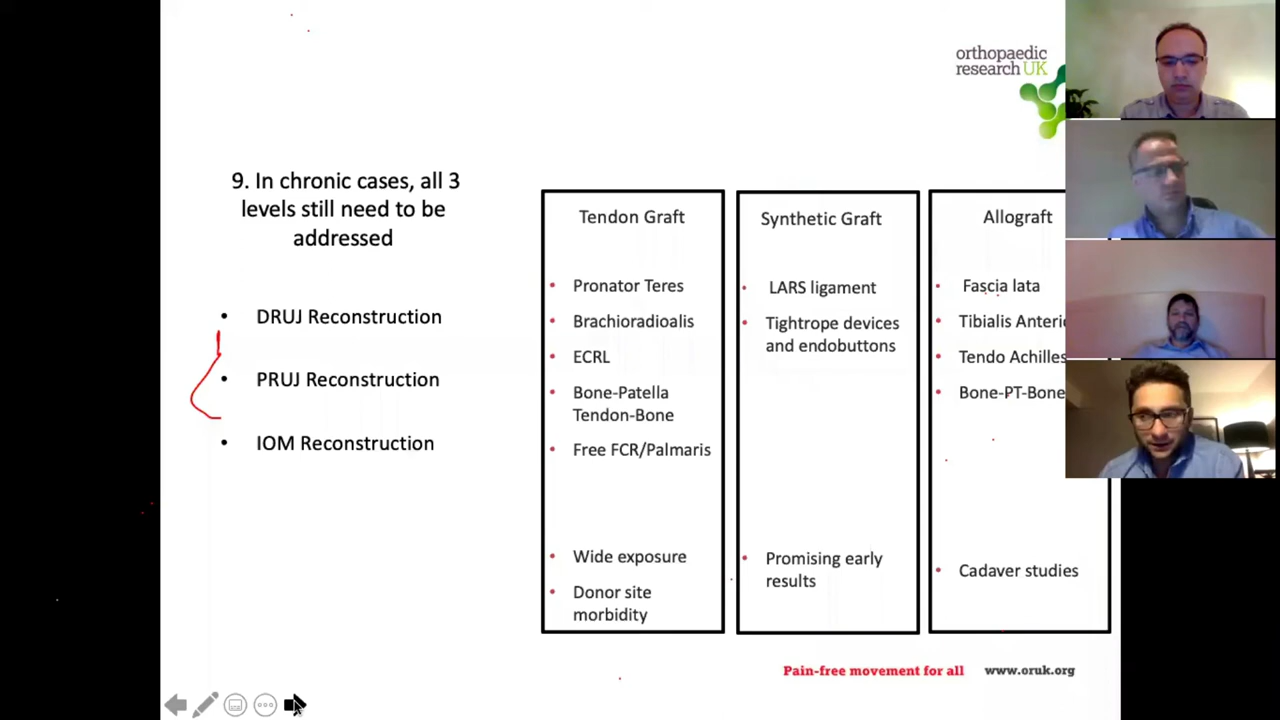 orthopaedic
research UK
9. In chronic cases, all 3
levels still need to be
addressed
• DRUJ Reconstruction
• PRUJ Reconstruction
• IOM Reconstruction
Tendon Graft
• Pronator Teres
• Brachioradioalis
• ECRL
• Bone-Patella
Tendon-Bone
• Free FCR/Palmaris
• Wide exposure
• Donor site
morbidity
Synthetic Graft
• LARS ligament
• Tightrope devices
and endobuttons
• Promising early
results
Allograft
• Fascia lata
• Tibialis Anteri
• Tendo Achilles
• Bone-PT-Bone
• Cadaver studies
Pain-free movement for all www.oruk.org